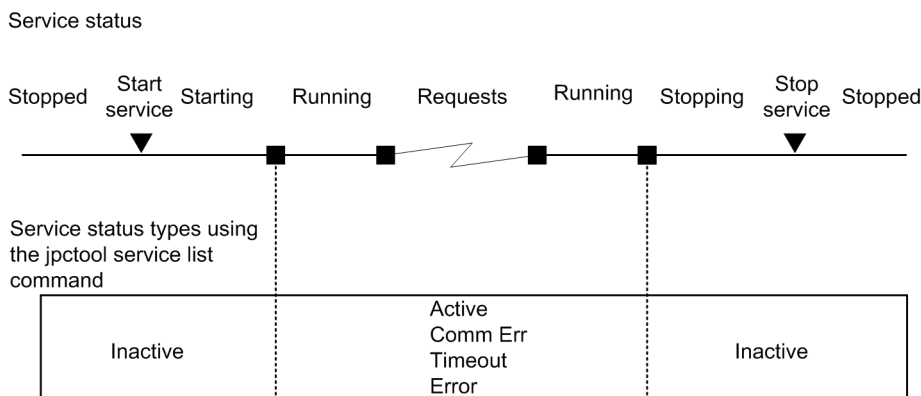 Service status
Stopped
Start
service
Starting
Running
Requests
Running
Stopping
Stop
service
Stopped
Service status types using
the jpctool service list
command
Inactive
Active
Comm Err
Timeout
Error
Inactive